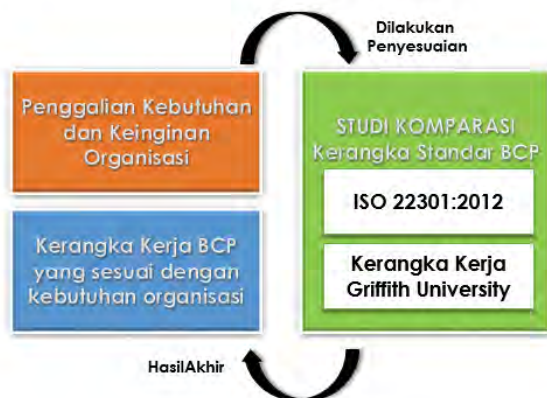 Dilakukan
Penyesuaian
Penggalian Kebutuhan
dan Keinginan
Organisasi
STUDI KOMPARASI
Kerangka Standar BCP
ISO 22301:2012
Kerangka Kerja
Griffith University
Kerangka Kerja BCP
yang sesuai dengan
kebutuhan organisasi
HasilAkhir